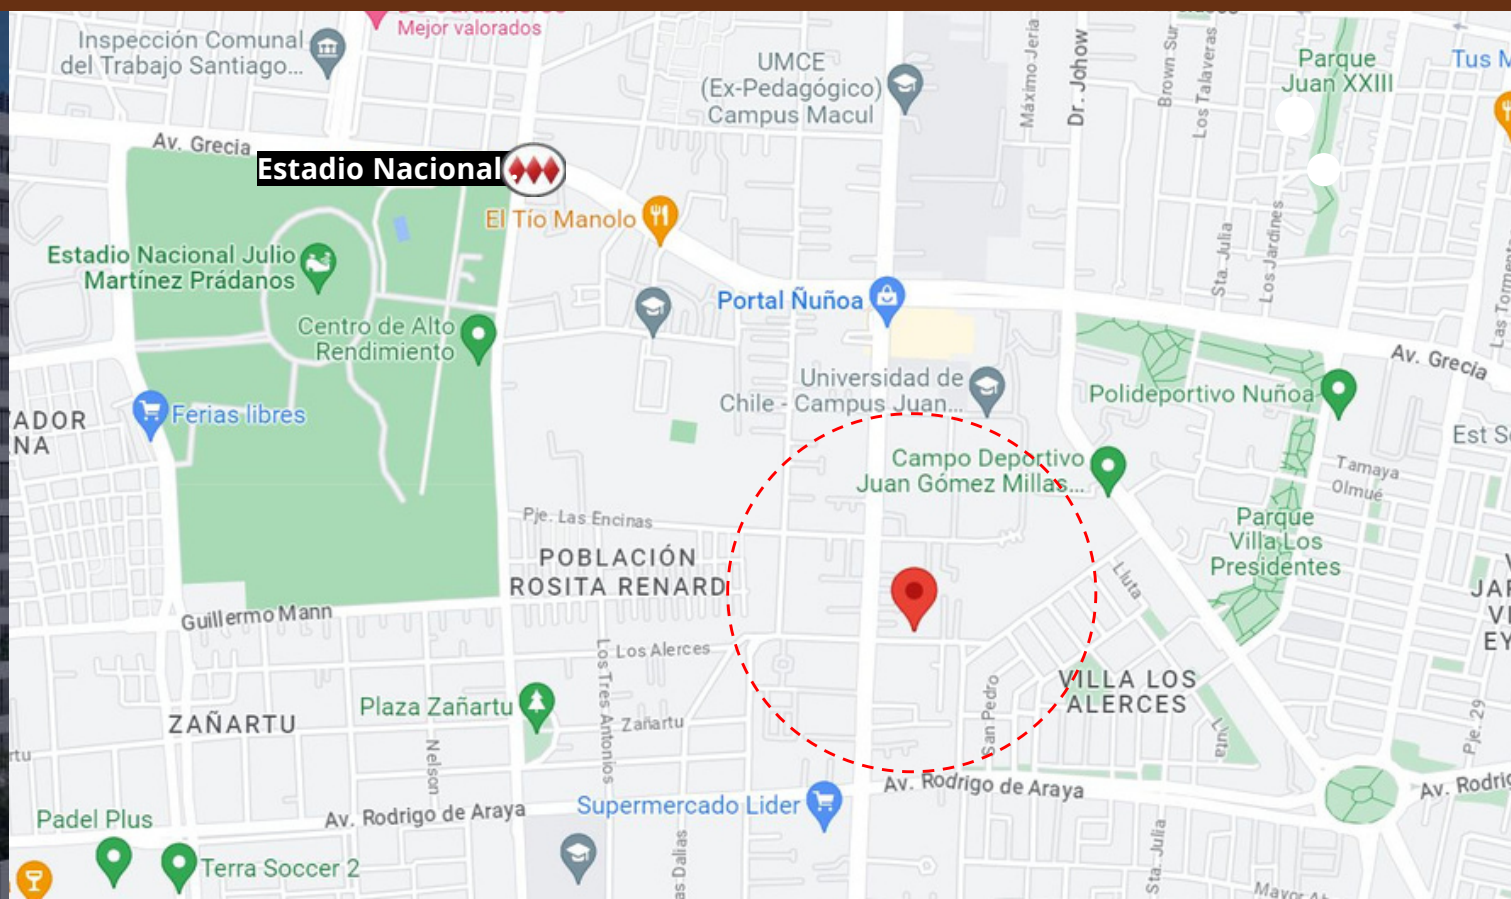 Mejor valorados
Inspección Comunal
del Trabajo Santiago...
UMCE
(Ex-Pedagógico)
Campus Macul
Máximo Jeria
Dr. Johow
Brown Sur
Los Talaveras
Parque
Juan XXIII
Tus M
Av. Grecia
Estadio Nacional
El Tío Manolo
Estadio Nacional Julio
Martínez Prádanos
Sta. Julia
Los Jardines
Portal Ñuñoa
Centro de Alto
Rendimiento
Av. Grecia
Universidad de
Chile - Campus Juan...
Polideportivo Nuñoa
ADOR
NA
Ferias libres
Est S
Campo Deportivo
Juan Gómez Millas...
Tamaya
Olmué
Pje. Las Encinas
Parque
Villa Los
Presidentes
POBLACIÓN
ROSITA RENARD
Lluta
Guillermo Mann
Los Alerces
Los Tres Antonios
VILLA LOS
ALERCES
San Pedro
Plaza Zañartu
ZAÑARTU
Zañartu
Lluta
Pje. 29
rtu
Nelson
Av. Rodrigo de Araya
Av. Rodrig
Supermercado Lider
Av. Rodrigo de Araya
Padel Plus
Terra Soccer 2
as Dalias
Sta. Julia